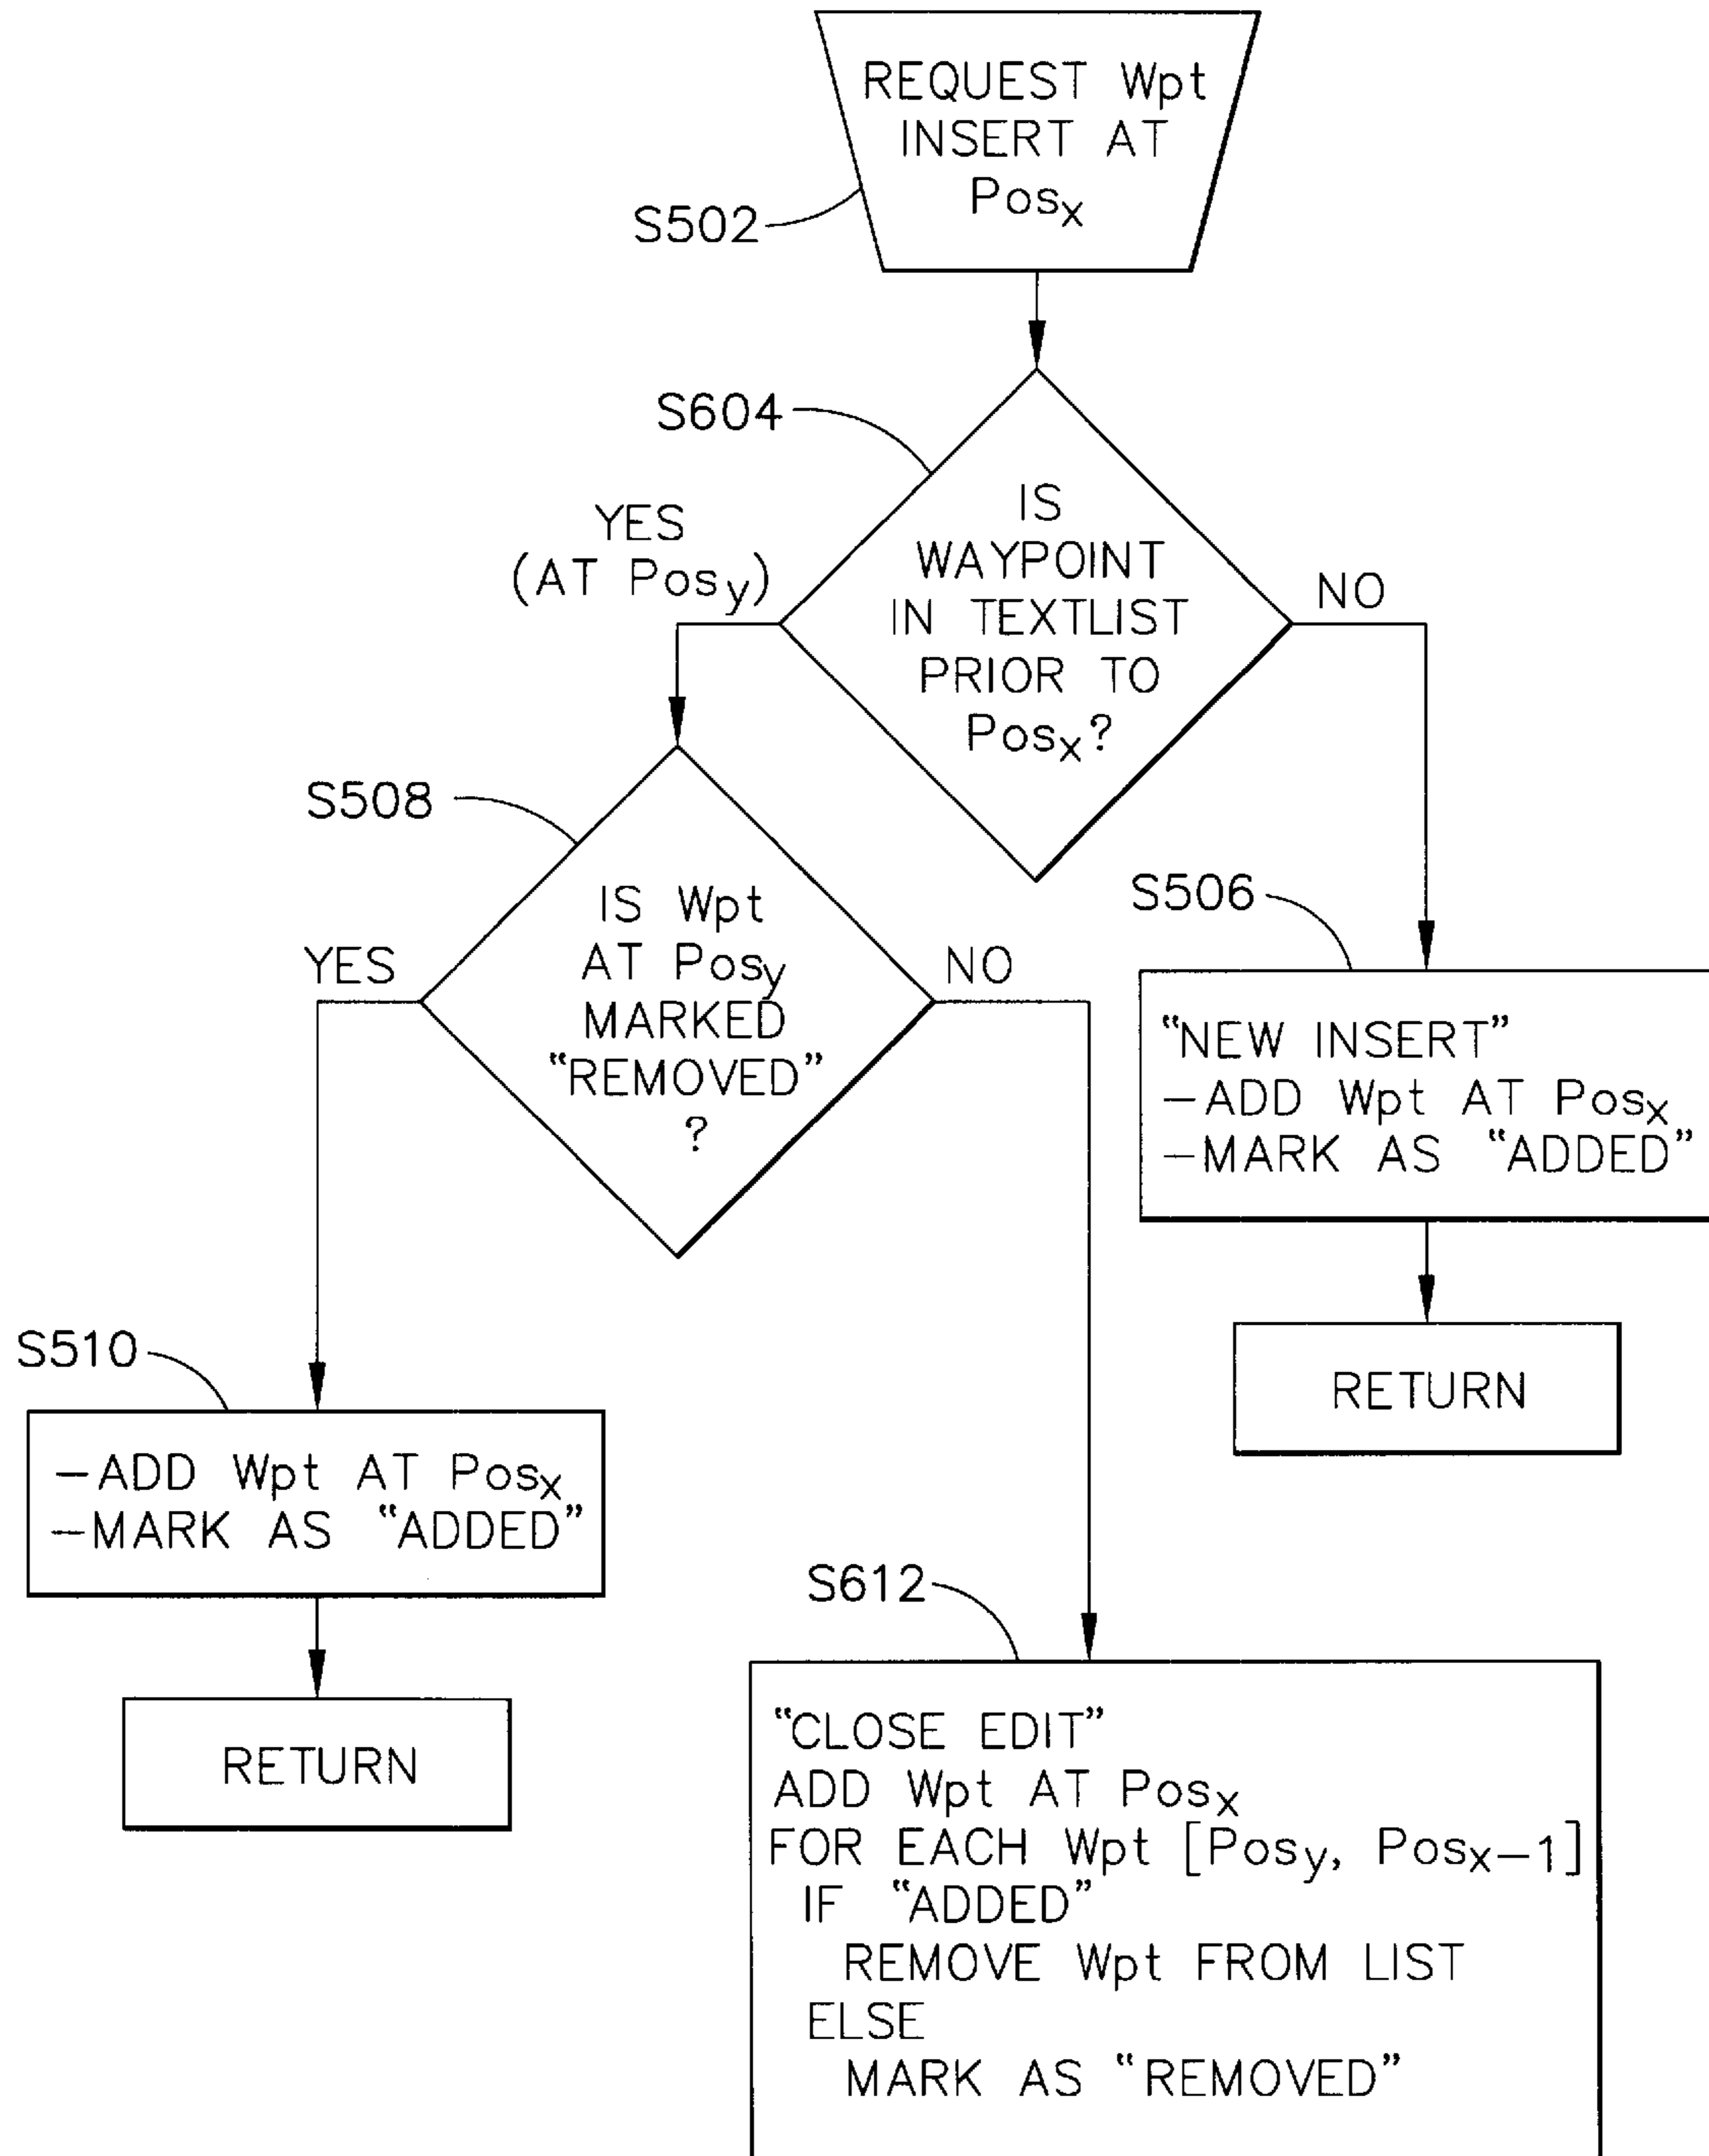 REQUEST Wpt
INSERT AT
Posx
S502
S604
IS
WAYPOINT
IN TEXTLIST
PRIOR TO
Posx?
YES
(AT Posy)
NO
S508
IS Wpt
AT Posy
MARKED
“REMOVED”
?
YES
NO
S506
“NEW INSERT”
–ADD Wpt AT Posx
–MARK AS “ADDED”
RETURN
S510
–ADD Wpt AT Posx
–MARK AS “ADDED”
RETURN
S612
“CLOSE EDIT”
ADD Wpt AT Posx
FOR EACH Wpt [Posy, Posx–1]
IF “ADDED”
REMOVE Wpt FROM LIST
ELSE
MARK AS “REMOVED”